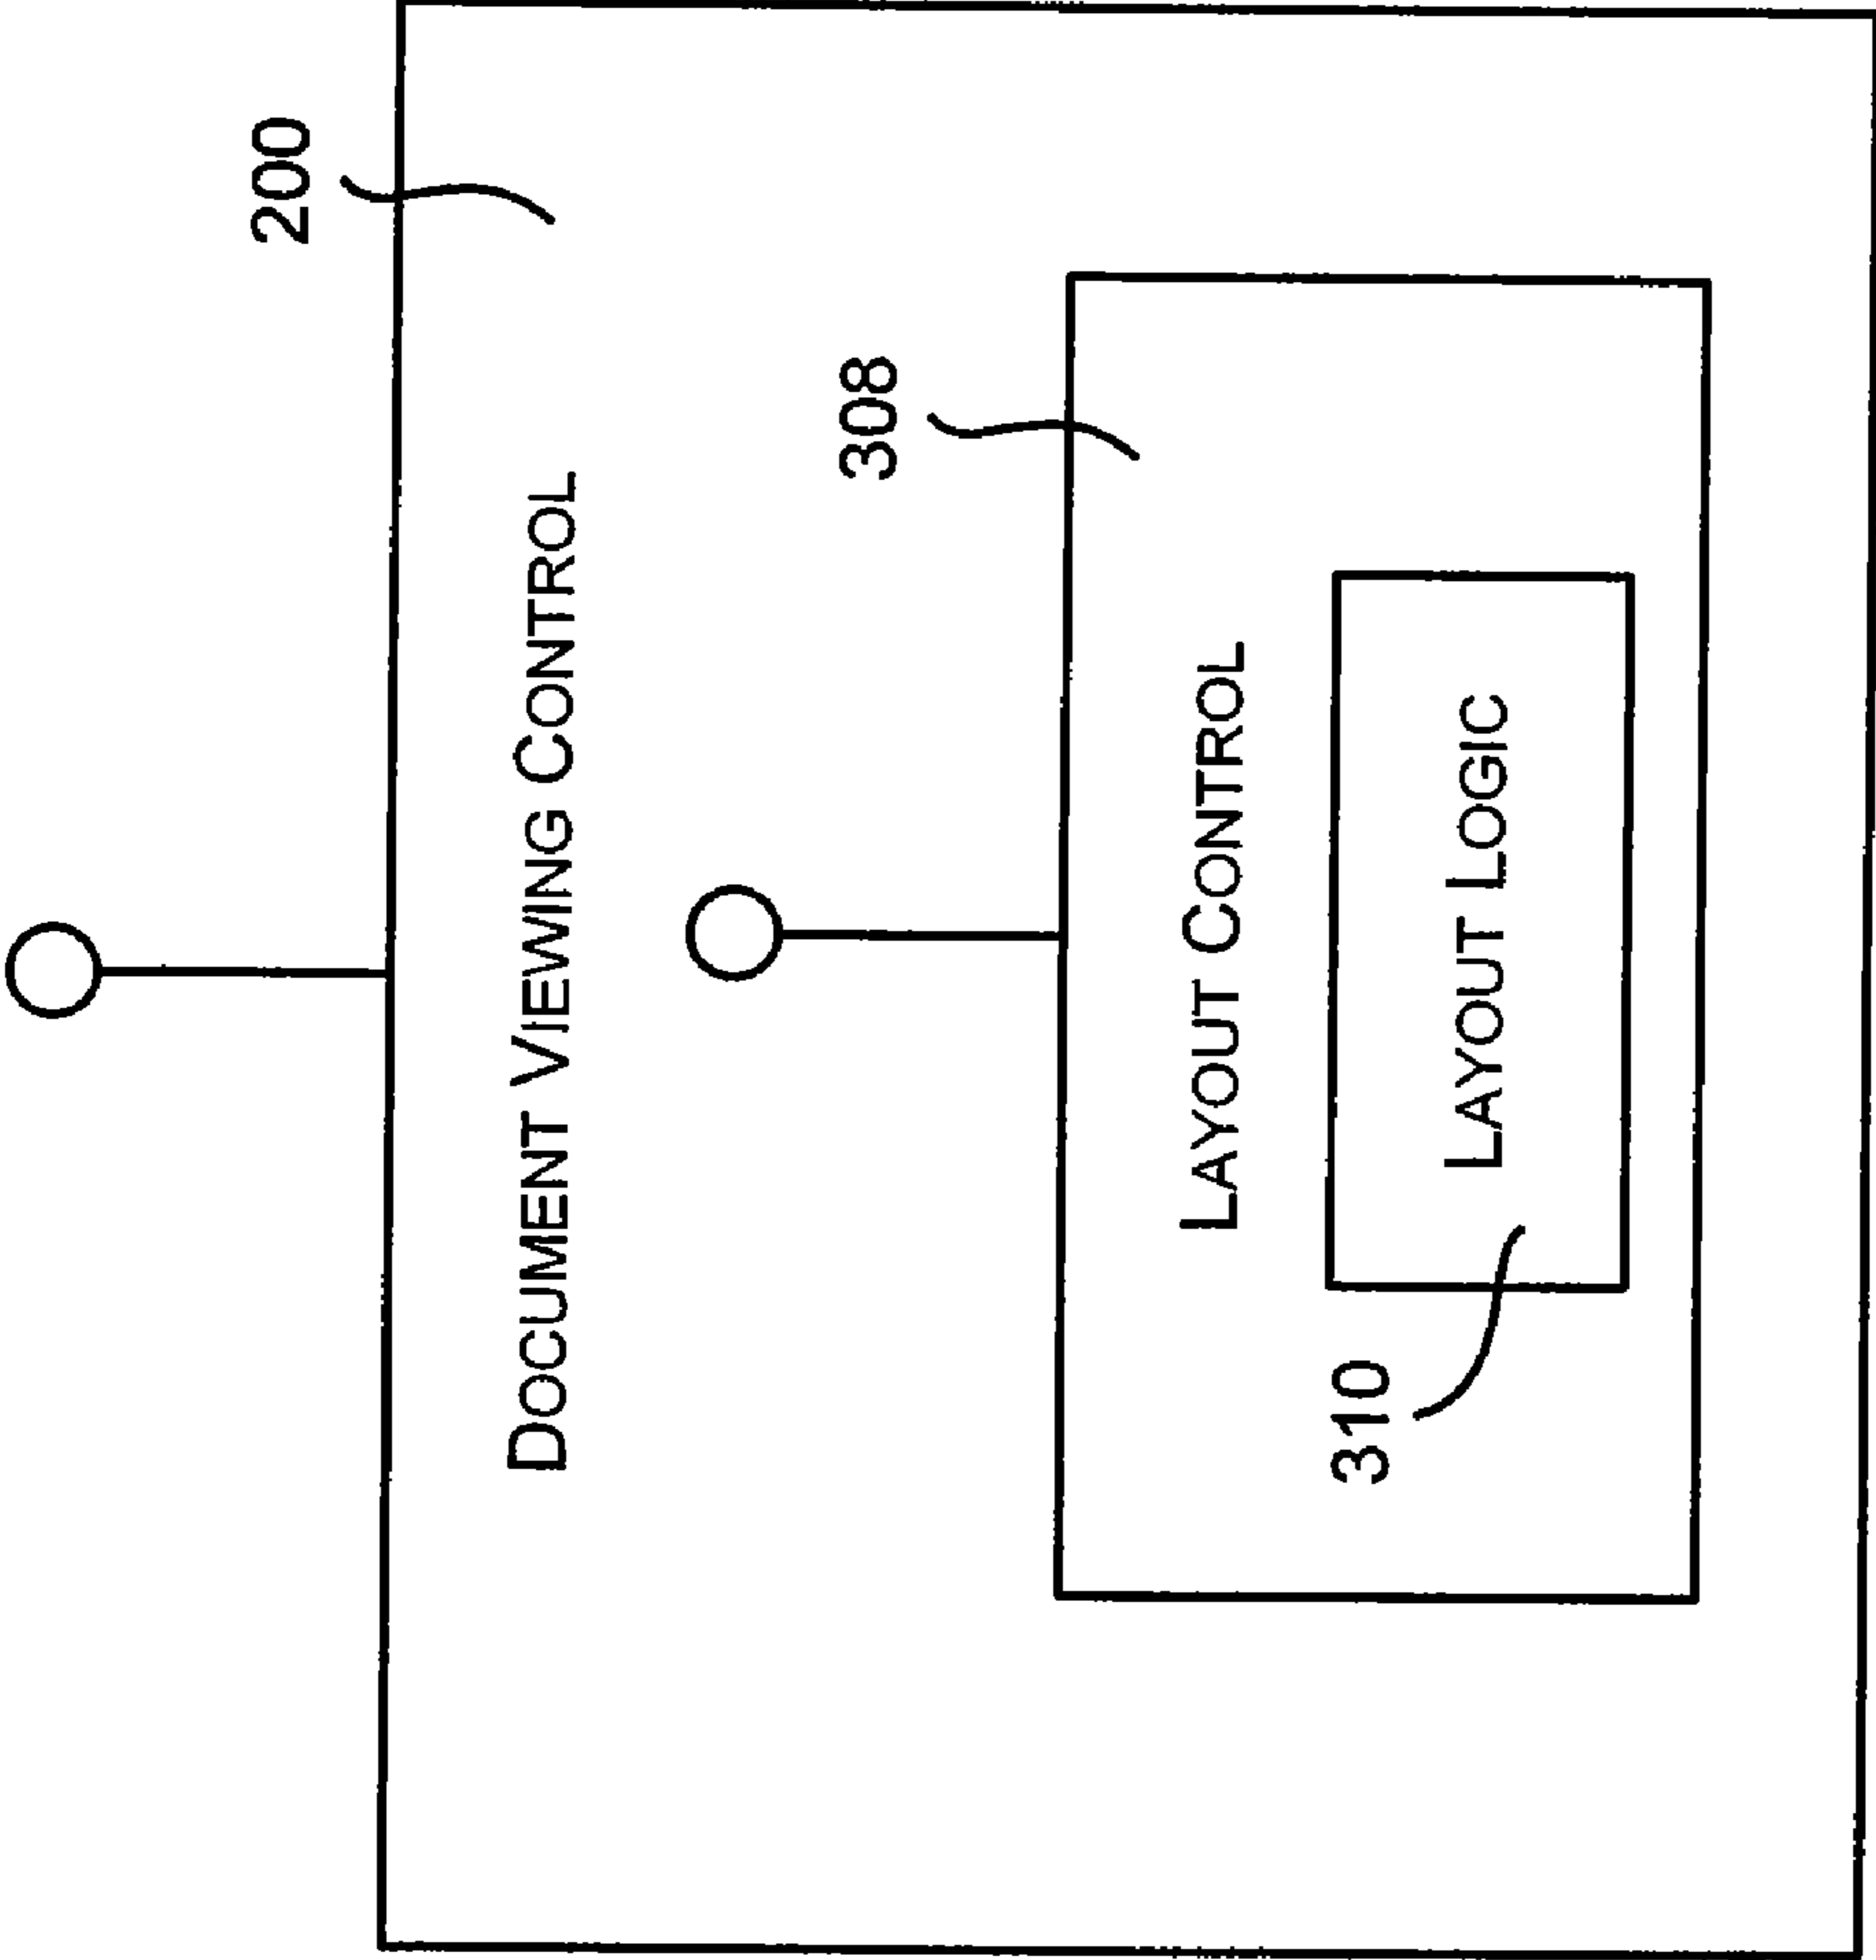 200
DOCUMENT VIEWING CONTROL
308
LAYOUT CONTROL
310
LAYOUT LOGIC